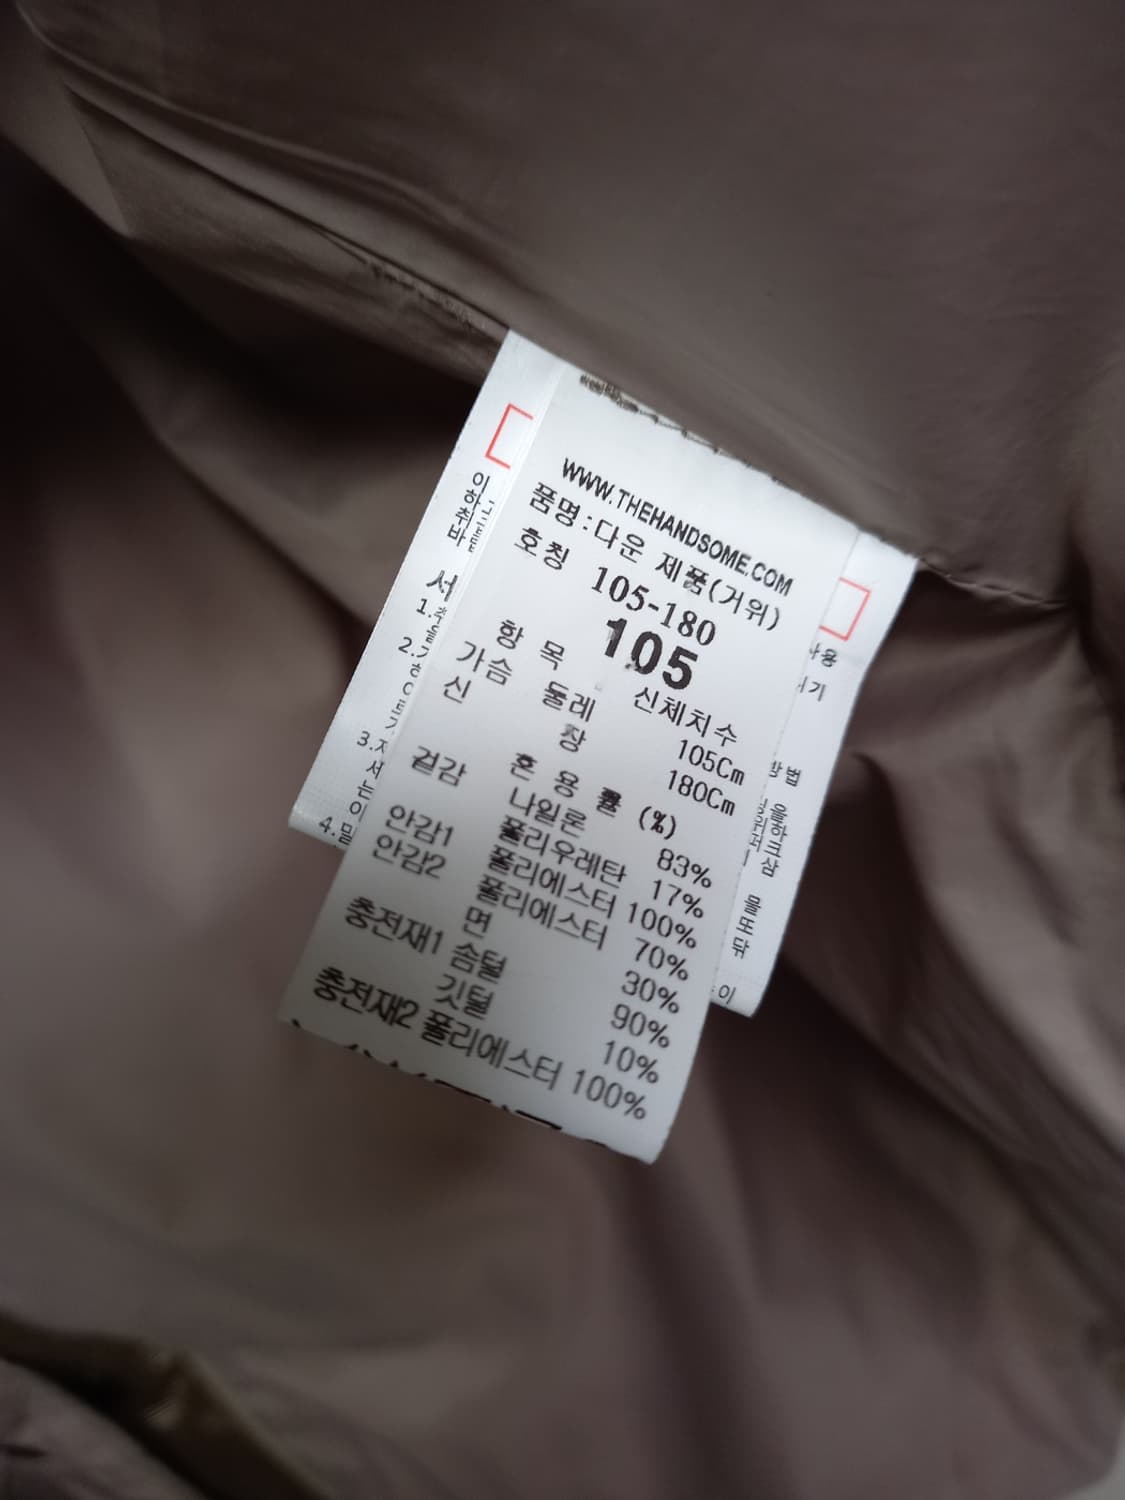 WWW.THEHANDSOME.COM
품명:다운 제품(거위)
호칭 105-180
105
항 목 신체치수
가슴 둘레 105Cm
신 장 180Cm
혼 용 률 (%)
겉감 나일론 83%
폴리우레탄 17%
안감1 폴리에스터 100%
안감2 폴리에스터 70%
면 30%
충전재1 솜털 90%
깃털 10%
충전재2 폴리에스터 100%
1.
2.
3.
4.